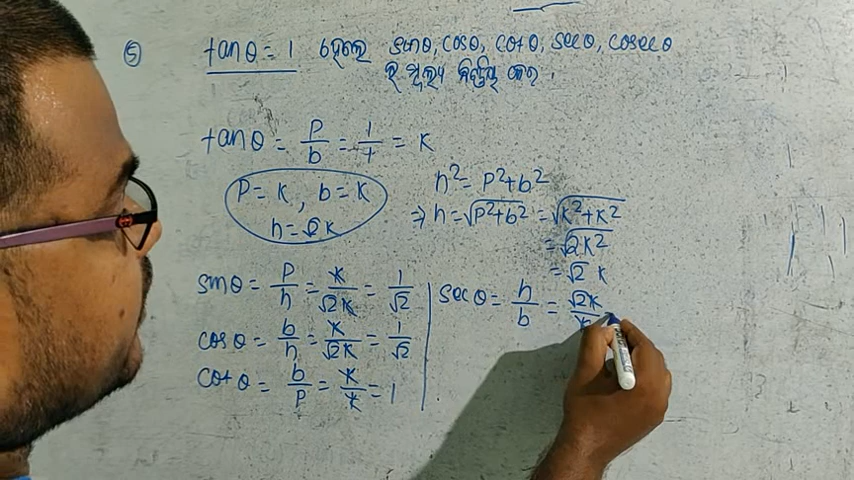 ⑤ tanθ = 1 ହେଲେ sinθ, cosθ, cotθ, secθ, cosecθ
ର ମୂଲ୍ୟ ନିର୍ଣ୍ଣୟ କର.
tanθ = P/b = 1/1 = K
P = K, b = K
h = √2K
h² = P²+b²
⇒ h = √P²+b² = √K²+K²
= √2K²
= √2 K
sinθ = P/h = K/√2K = 1/√2
cosθ = b/h = K/√2K = 1/√2
cotθ = b/P = K/K = 1
secθ = h/b = √2K/K